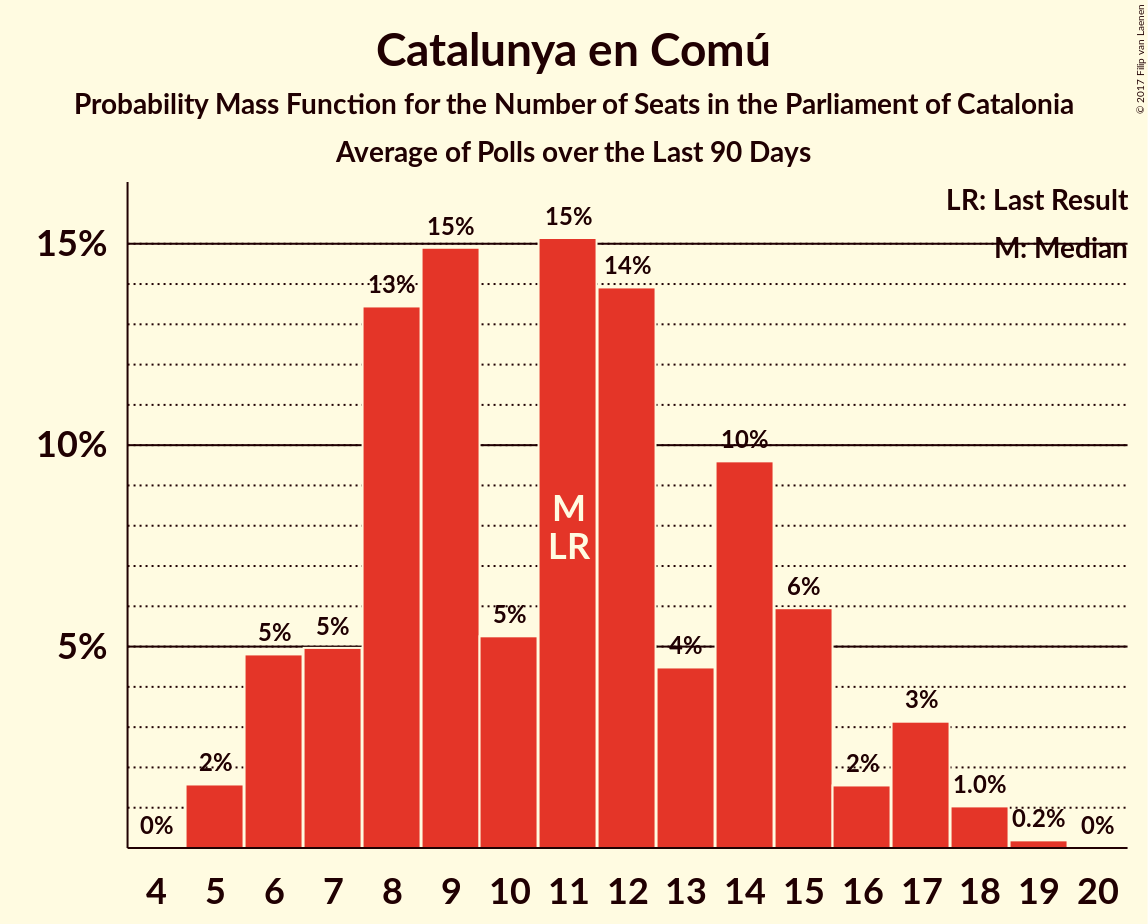 Catalunya en Comú
Probability Mass Function for the Number of Seats in the Parliament of Catalonia
Average of Polls over the Last 90 Days
© 2017 Filip van Laenen
LR: Last Result
M: Median
15%
10%
5%
0%
2%
5%
5%
13%
15%
5%
15%
14%
4%
10%
6%
2%
3%
1.0%
0.2%
0%
M
LR
4 5 6 7 8 9 10 11 12 13 14 15 16 17 18 19 20